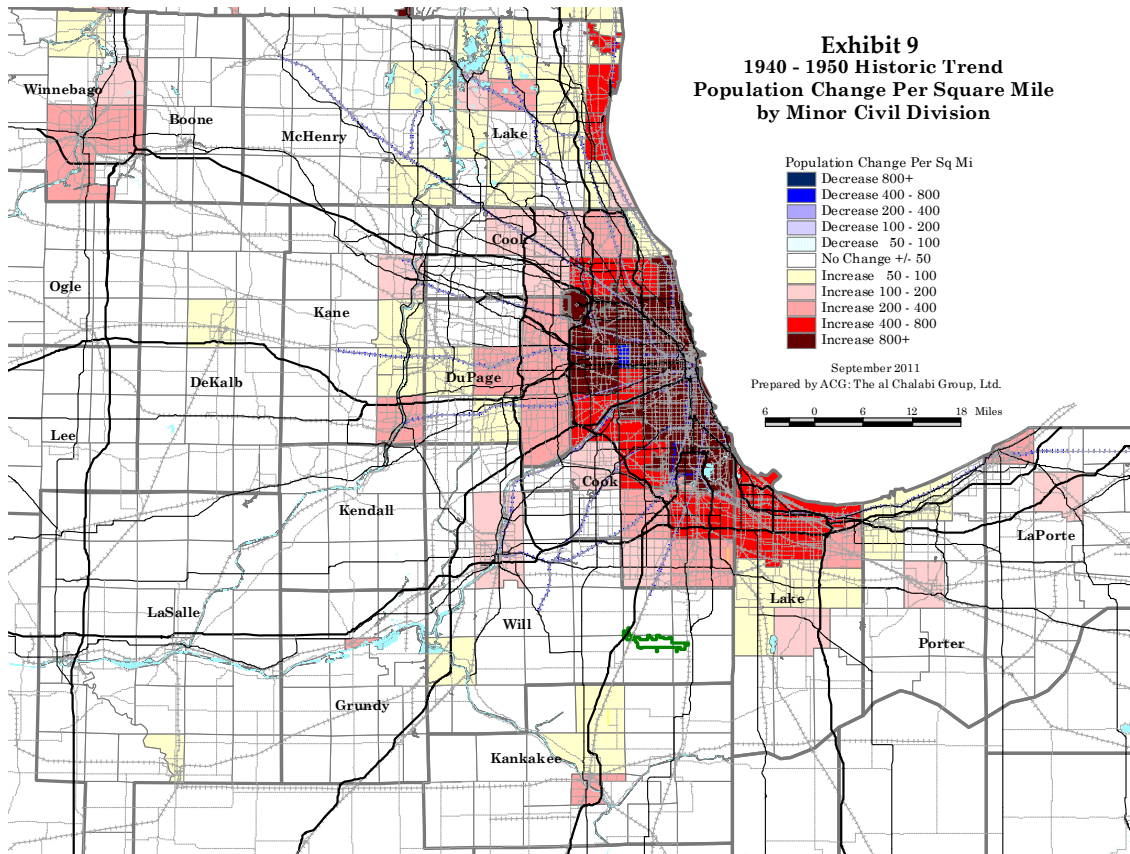 Exhibit 9
1940 - 1950 Historic Trend
Population Change Per Square Mile
by Minor Civil Division
Population Change Per Sq Mi
Decrease 800+
Decrease 400 - 800
Decrease 200 - 400
Decrease 100 - 200
Decrease 50 - 100
No Change +/- 50
Increase 50 - 100
Increase 100 - 200
Increase 200 - 400
Increase 400 - 800
Increase 800+
September 2011
Prepared by ACG: The al Chalabi Group, Ltd.
6 0 6 12 18 Miles
Winnebago
Boone
McHenry
Lake
Cook
Ogle
Kane
DeKalb
DuPage
Lee
Cook
Kendall
LaPorte
LaSalle
Lake
Will
Porter
Grundy
Kankakee